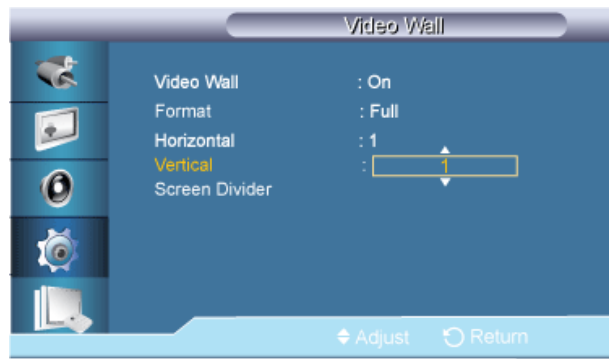 Video Wall
Video Wall : On
Format : Full
Horizontal : 1
Vertical : 1
Screen Divider
Adjust Return